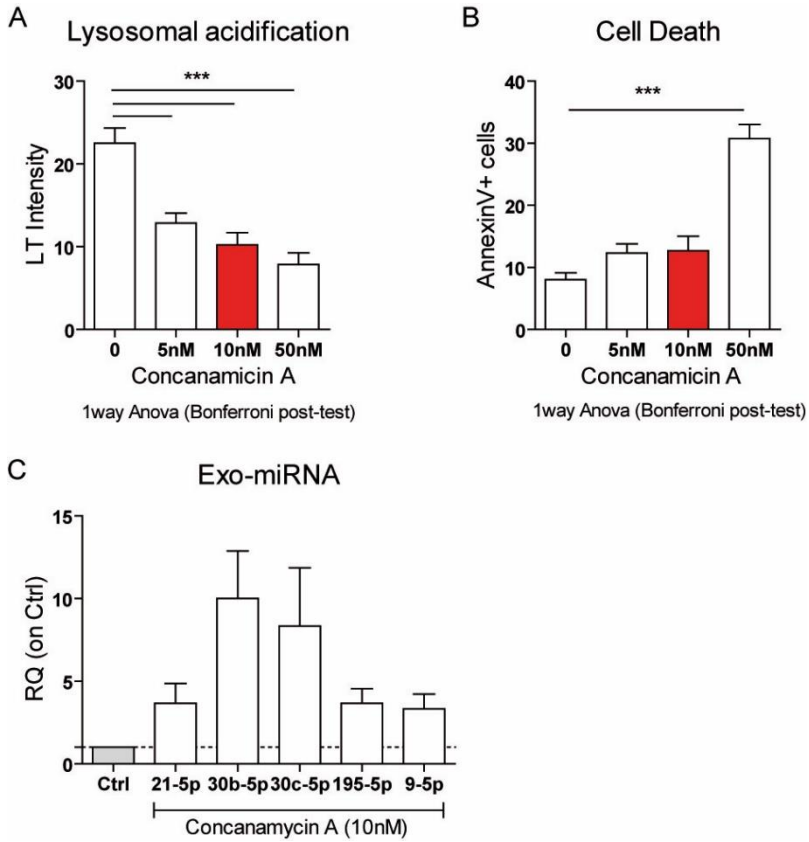 A
Lysosomal acidification
LT Intensity
30
20
10
0
***
0 5nM 10nM 50nM
Concanamicin A
1way Anova (Bonferroni post-test)
B
Cell Death
AnnexinV+ cells
40
30
20
10
0
***
0 5nM 10nM 50nM
Concanamicin A
1way Anova (Bonferroni post-test)
C
Exo-miRNA
RQ (on Ctrl)
15
10
5
0
Ctrl 21-5p 30b-5p 30c-5p 195-5p 9-5p
Concanamycin A (10nM)